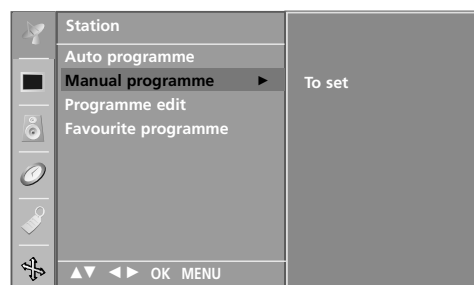 Station
Auto programme
Manual programme ►
To set
Programme edit
Favourite programme
▲▼ ◄► OK MENU